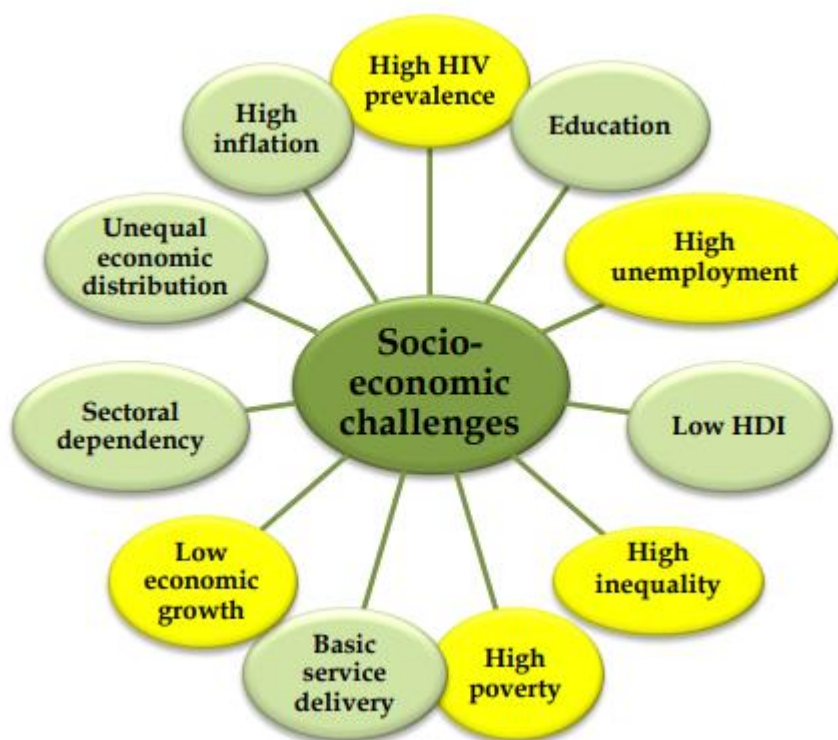 High HIV
prevalence
Education
High
unemployment
Low HDI
High
inequality
High
poverty
Basic
service
delivery
Low
economic
growth
Sectoral
dependency
Unequal
economic
distribution
High
inflation
Socio-
economic
challenges